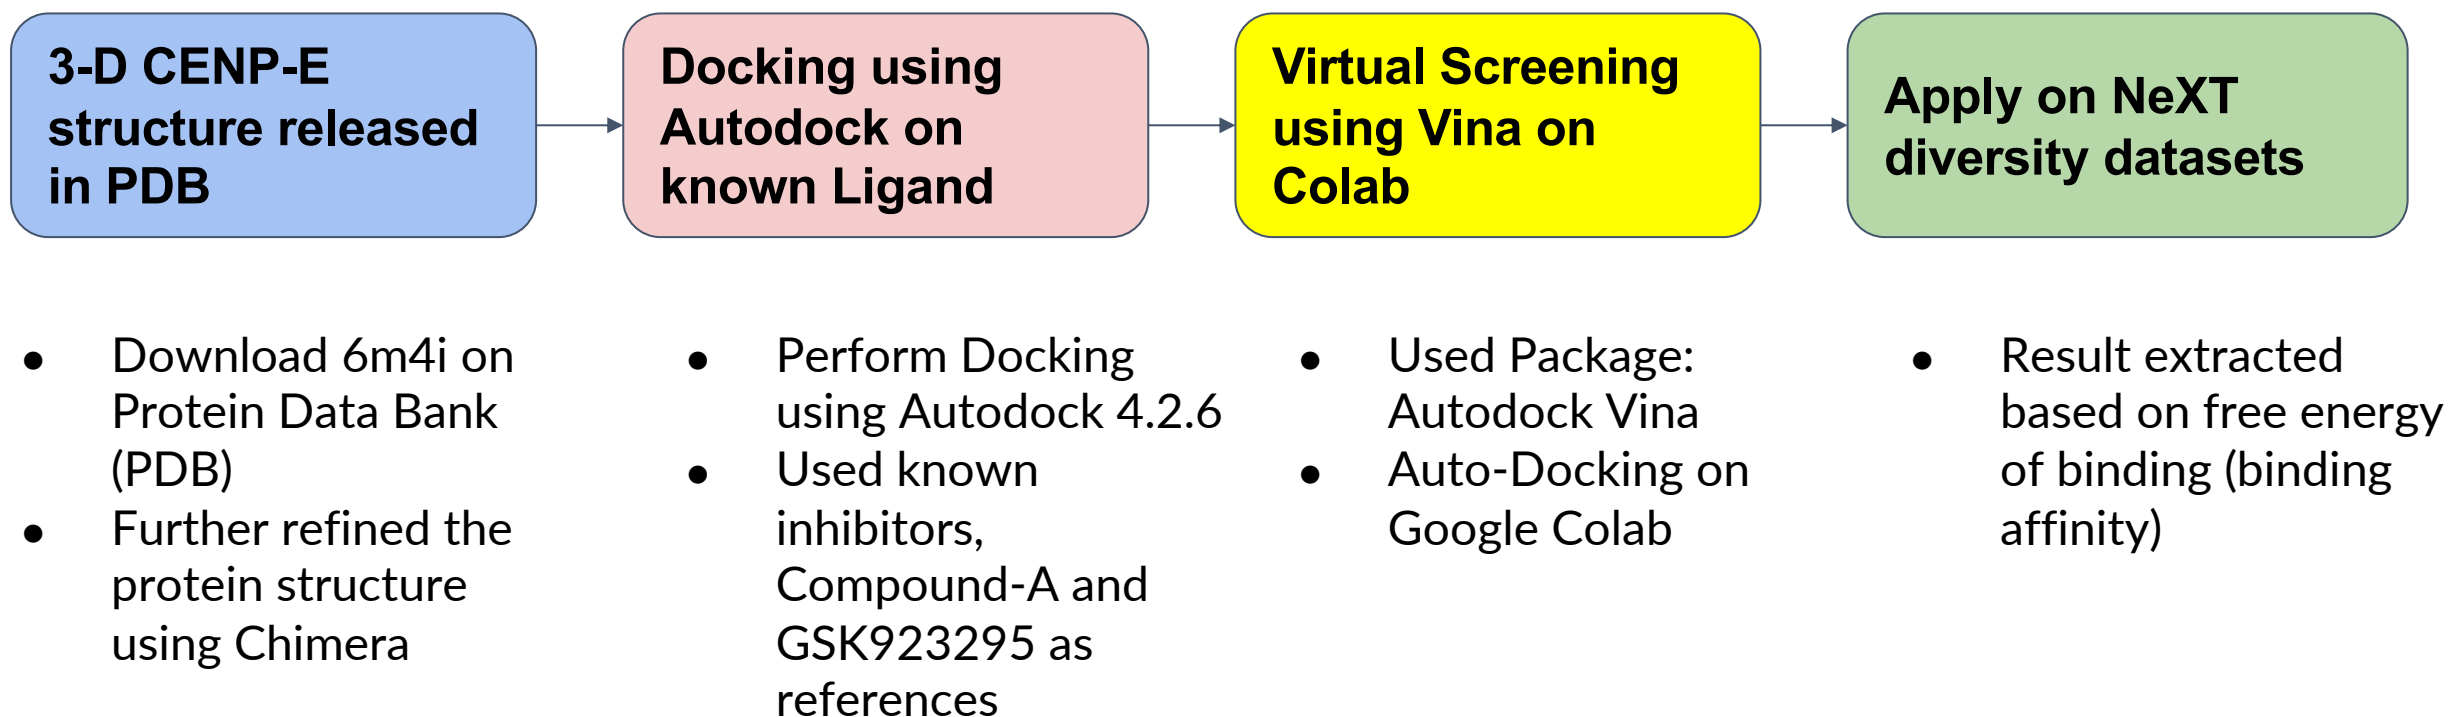 3-D CENP-E
structure released
in PDB
Docking using
Autodock on
known Ligand
Virtual Screening
using Vina on
Colab
Apply on NeXT
diversity datasets
● Download 6m4i on
Protein Data Bank
(PDB)
● Further refined the
protein structure
using Chimera
● Perform Docking
using Autodock 4.2.6
● Used known
inhibitors,
Compound-A and
GSK923295 as
references
● Used Package:
Autodock Vina
● Auto-Docking on
Google Colab
● Result extracted
based on free energy
of binding (binding
affinity)